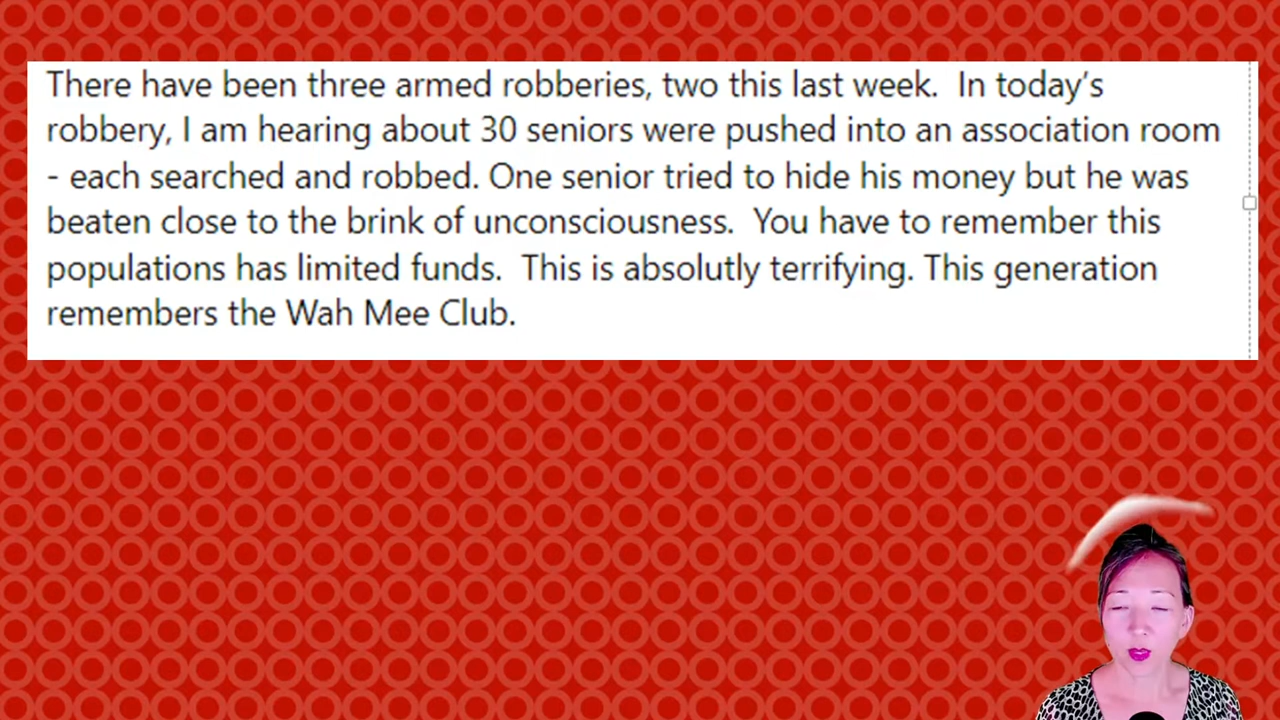 There have been three armed robberies, two this last week.  In today’s
robbery, I am hearing about 30 seniors were pushed into an association room
- each searched and robbed. One senior tried to hide his money but he was
beaten close to the brink of unconsciousness.  You have to remember this
populations has limited funds.  This is absolutly terrifying. This generation
remembers the Wah Mee Club.